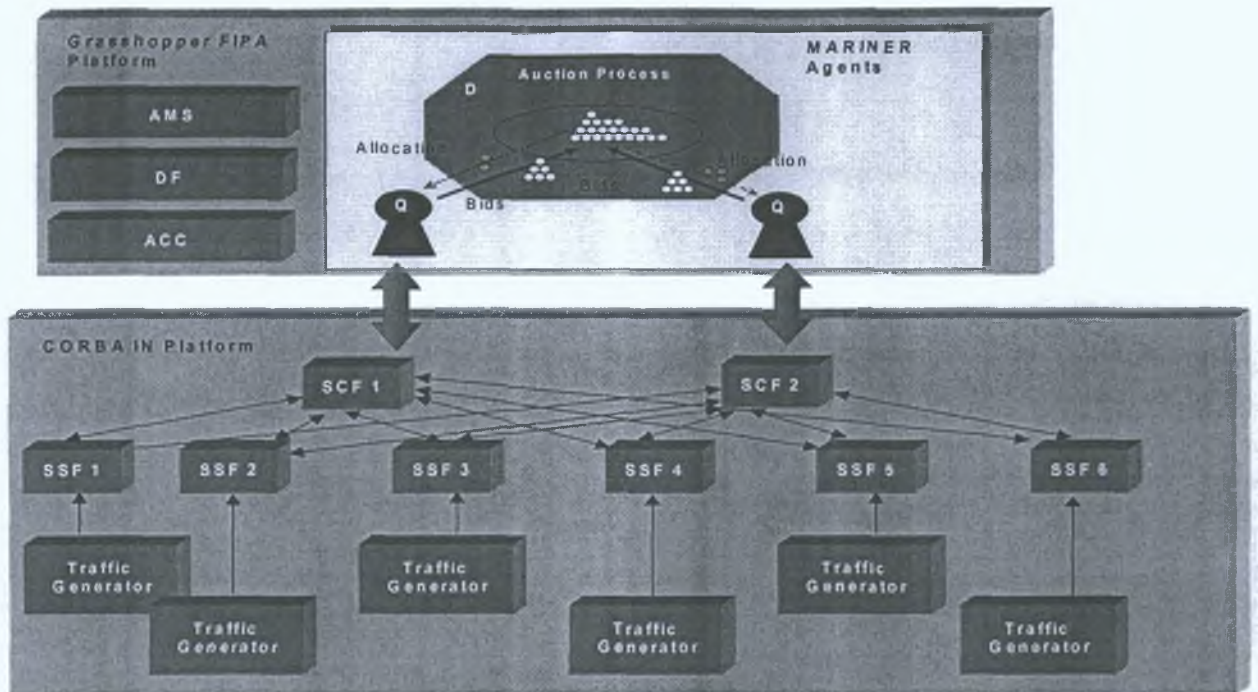 Grasshopper FIPA
Platform
AMS
DF
ACC
MARINER
Agents
Auction Process
D
Allocation
Allocation
Bids
Bids
Q
Q
CORBA IN Platform
SCF 1
SCF 2
SSF 1
SSF 2
SSF 3
SSF 4
SSF 5
SSF 6
Traffic
Generator
Traffic
Generator
Traffic
Generator
Traffic
Generator
Traffic
Generator
Traffic
Generator